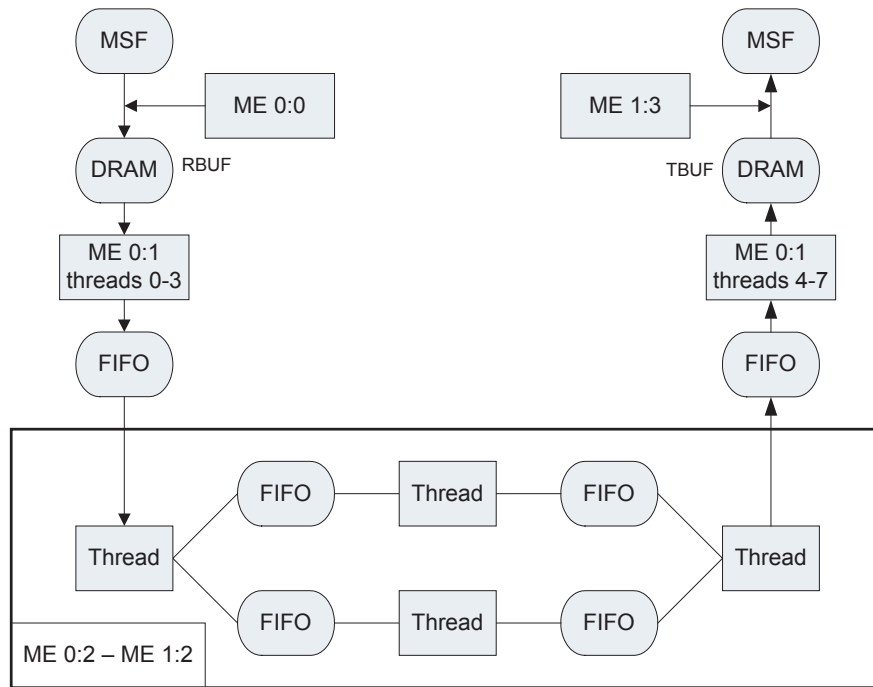 MSF
MSF
ME 0:0
ME 1:3
DRAM
RBUF
TBUF
DRAM
ME 0:1
threads 0-3
ME 0:1
threads 4-7
FIFO
FIFO
FIFO
Thread
FIFO
Thread
Thread
FIFO
Thread
FIFO
ME 0:2 – ME 1:2